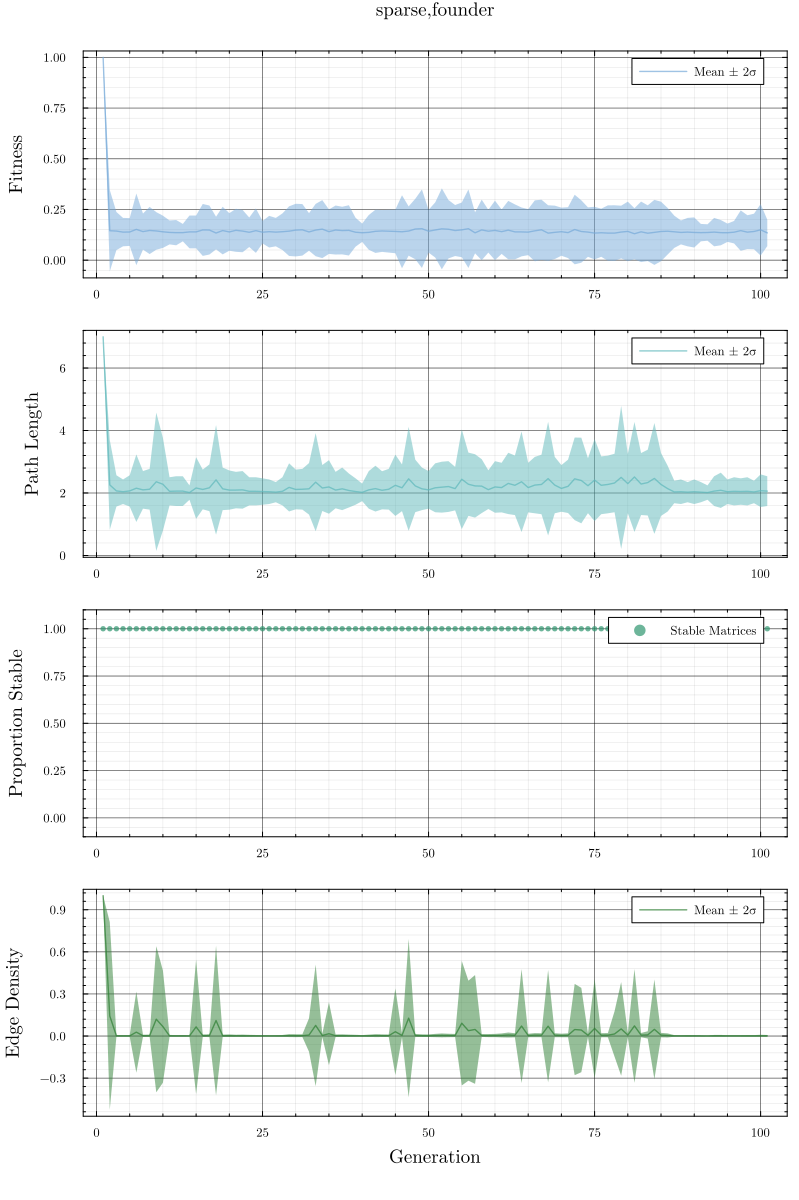 sparse,founder
1.00
0.75
0.50
0.25
0.00
Fitness
Mean ± 2σ
0 25 50 75 100
6
4
2
0
Path Length
Mean ± 2σ
0 25 50 75 100
1.00
0.75
0.50
0.25
0.00
Proportion Stable
Stable Matrices
0 25 50 75 100
0.9
0.6
0.3
0.0
−0.3
Edge Density
Mean ± 2σ
0 25 50 75 100
Generation